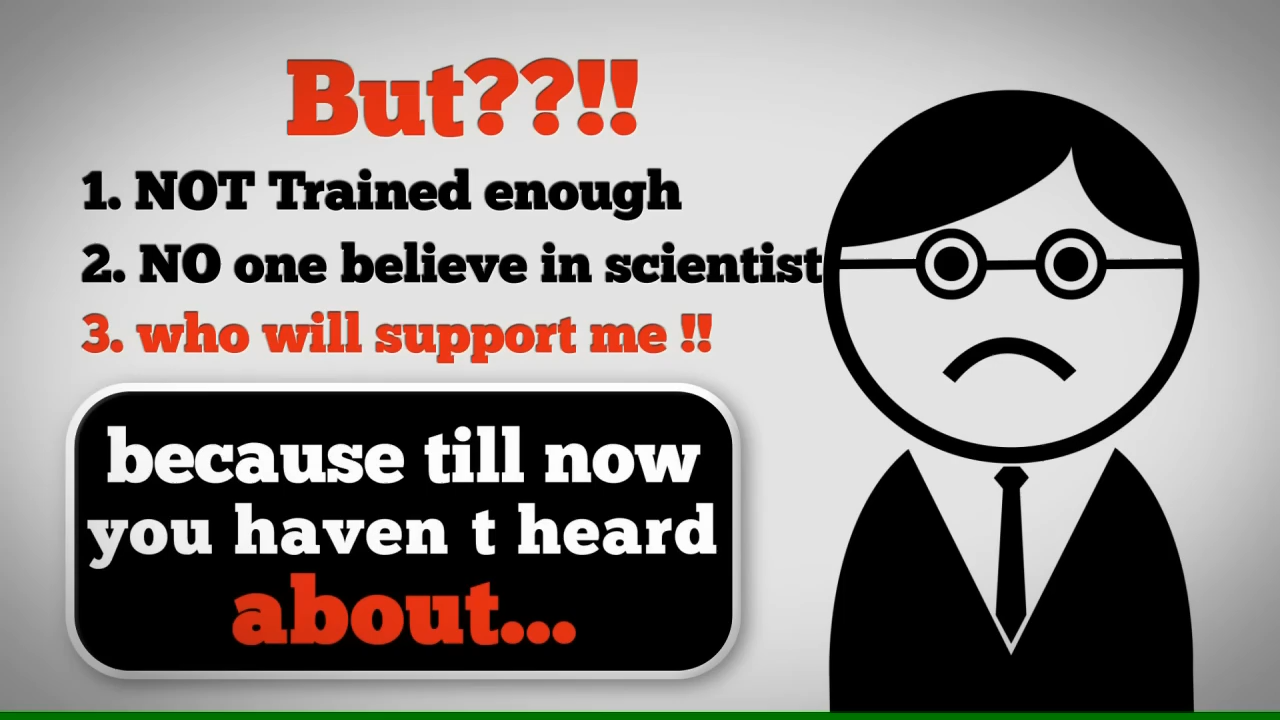 But??!!
1. NOT Trained enough
2. NO one believe in scientist
3. who will support me !!
because till now
you haven t heard
about...